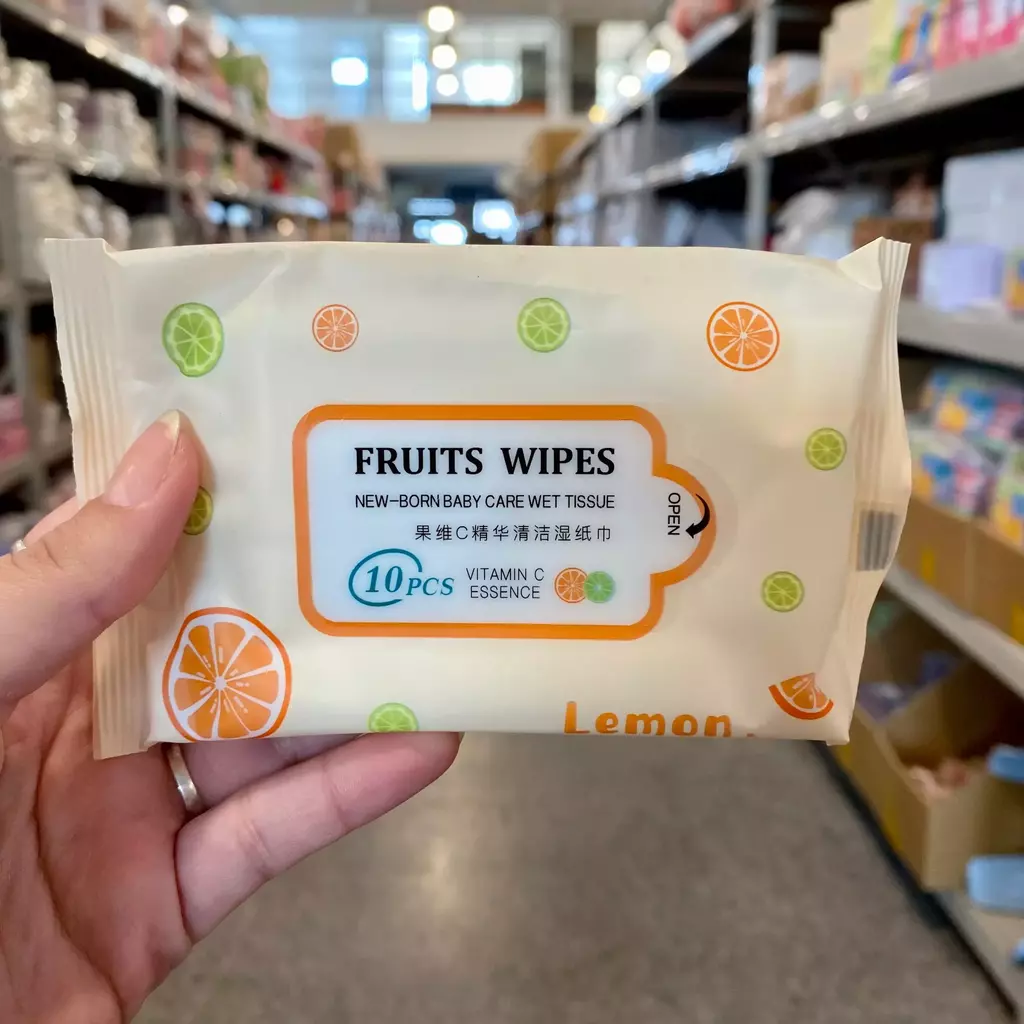 FRUITS WIPES
NEW-BORN BABY CARE WET TISSUE
果维C精华清洁湿纸巾
10PCS
VITAMIN C
ESSENCE
OPEN
Lemon